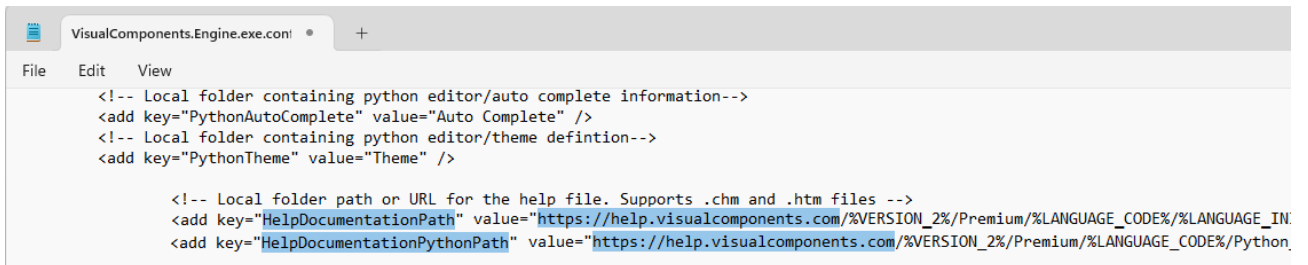 VisualComponents.Engine.exe.conf
File Edit View
<!-- Local folder containing python editor/auto complete information-->
<add key="PythonAutoComplete" value="Auto Complete" />
<!-- Local folder containing python editor/theme defintion-->
<add key="PythonTheme" value="Theme" />
<!-- Local folder path or URL for the help file. Supports .chm and .htm files -->
<add key="HelpDocumentationPath" value="https://help.visualcomponents.com/%VERSION_2%/Premium/%LANGUAGE_CODE%/%LANGUAGE_INI
<add key="HelpDocumentationPythonPath" value="https://help.visualcomponents.com/%VERSION_2%/Premium/%LANGUAGE_CODE%/Python_